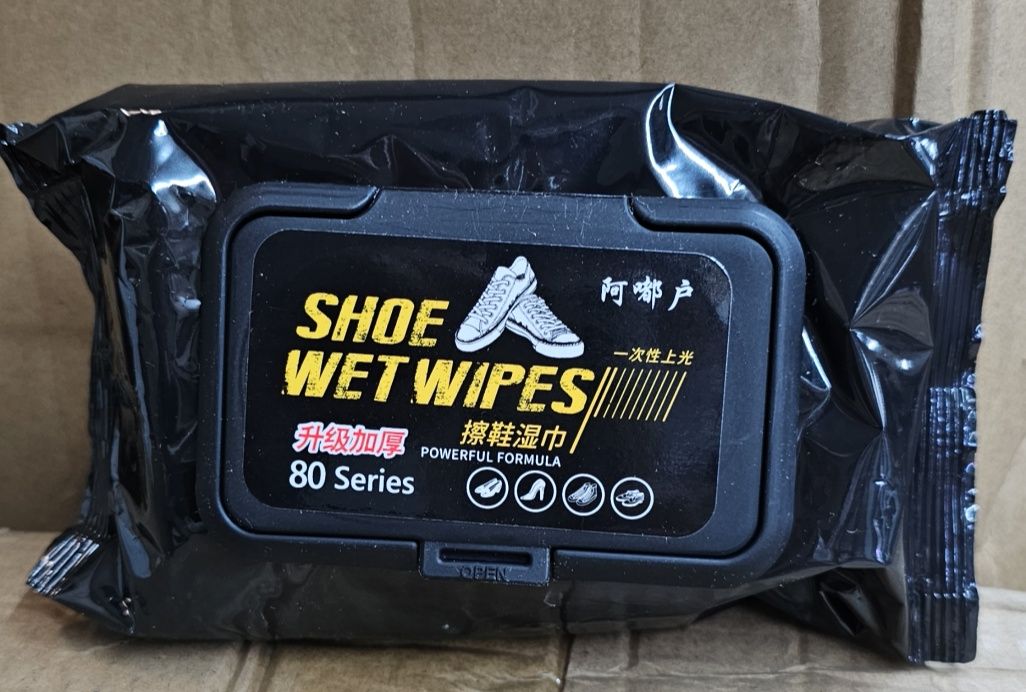 阿嘟户
SHOE
WET WIPES
一次性上光
擦鞋湿巾
升级加厚
POWERFUL FORMULA
80 Series
OPEN